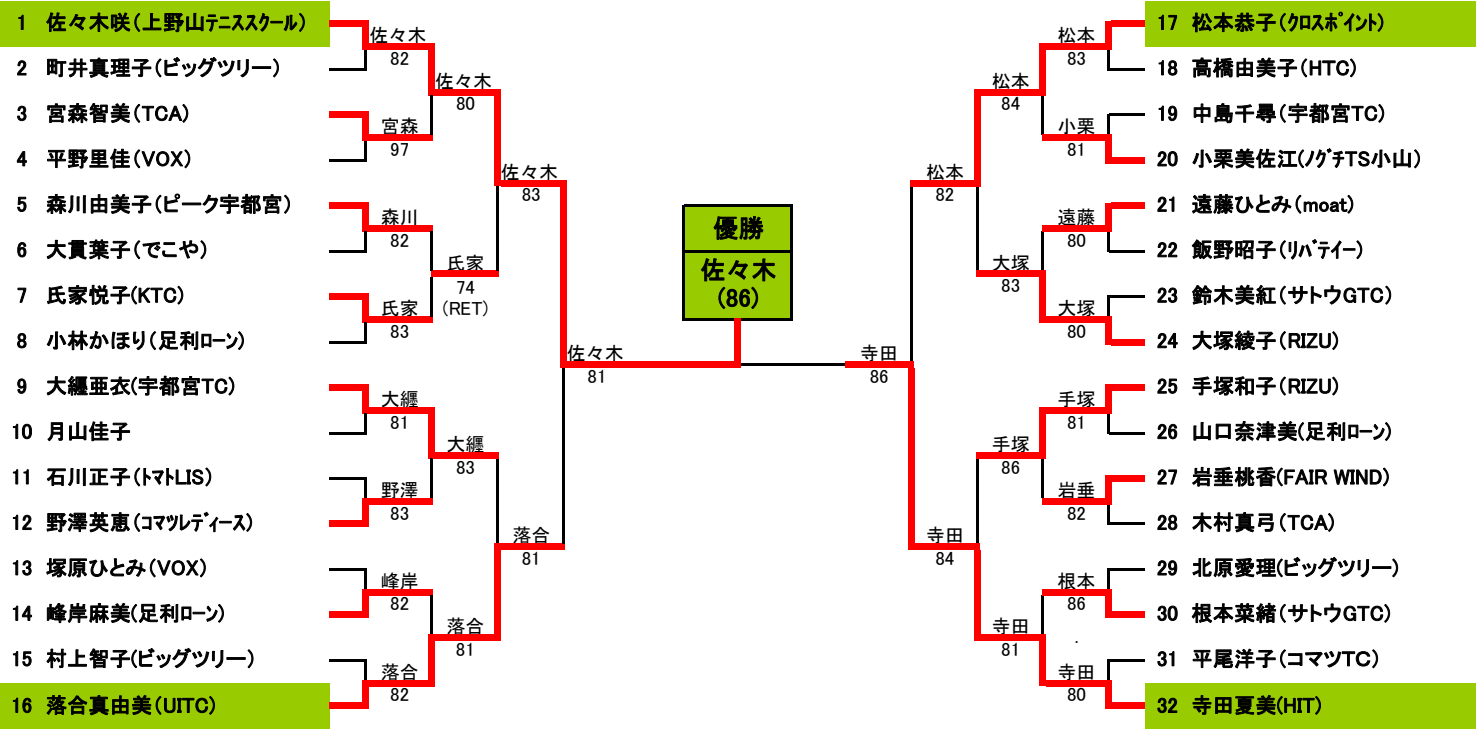 1 佐々木咲（上野山ﾃﾆｽスクール）
2 町井真理子（ビッグツリー）
3 宮森智美（TCA）
4 平野里佳（VOX）
5 森川由美子（ピーク宇都宮）
6 大貫葉子（でこや）
7 氏家悦子(KTC)
8 小林かほり（足利ローン）
9 大纒亜衣(宇都宮TC)
10 月山佳子
11 石川正子（ﾄﾏﾄLIS）
12 野澤英恵（コマツレディース）
13 塚原ひとみ（VOX）
14 峰岸麻美(足利ローン)
15 村上智子(ビッグツリー)
16 落合真由美（UITC）
佐々木
82
宮森
97
森川
82
氏家
83
大纒
81
野澤
83
峰岸
82
落合
82
佐々木
80
氏家
74
(RET)
大纒
83
落合
81
佐々木
83
落合
81
佐々木
81
優勝
佐々木
(86)
寺田
86
松本
82
寺田
84
松本
84
大塚
83
手塚
86
寺田
81
松本
83
小栗
81
遠藤
80
大塚
80
手塚
81
岩垂
82
根本
86
.
寺田
80
17 松本恭子（ｸﾛｽﾎﾟｲﾝﾄ）
18 高橋由美子（HTC）
19 中島千尋（宇都宮TC）
20 小栗美佐江(ﾉｸﾞﾁTS小山）
21 遠藤ひとみ（moat)
22 飯野昭子（ﾘﾊﾞﾃｲｰ）
23 鈴木美紅（サトウGTC）
24 大塚綾子（RIZU）
25 手塚和子（RIZU）
26 山口奈津美(足利ローン)
27 岩垂桃香(FAIR WIND)
28 木村真弓（TCA）
29 北原愛理(ビッグツリー)
30 根本菜緒（サトウGTC）
31 平尾洋子（コマツTC）
32 寺田夏美(HIT)